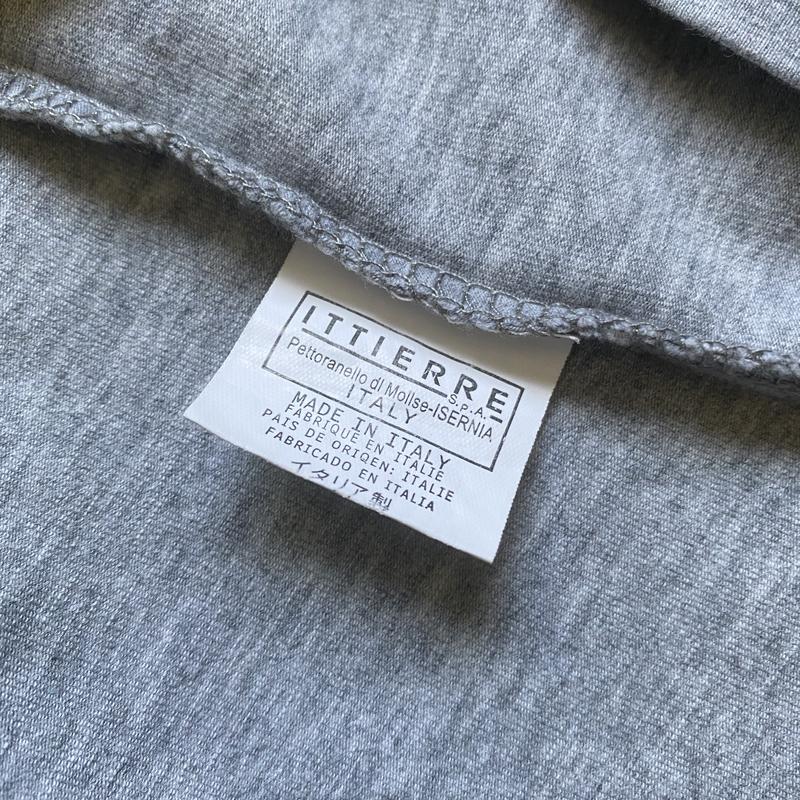 ITTIERRE S.p.A.
Pettoranello di Molise-ISERNIA
ITALY
MADE IN ITALY
FABRIQUE EN ITALIE
PAIS DE ORIQEN: ITALIE
FABRICADO EN ITALIA
イタリア製